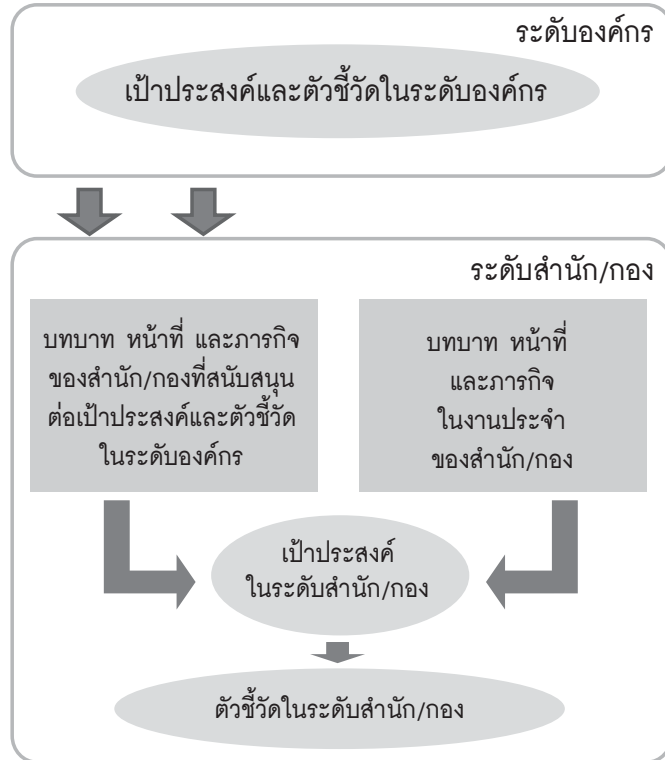 ระดับองค์กร
เป้าประสงค์และตัวชี้วัดในระดับองค์กร
ระดับสำนัก/กอง
บทบาท หน้าที่ และภารกิจ
ของสำนัก/กองที่สนับสนุน
ต่อเป้าประสงค์และตัวชี้วัด
ในระดับองค์กร
บทบาท หน้าที่
และภารกิจ
ในงานประจำ
ของสำนัก/กอง
เป้าประสงค์
ในระดับสำนัก/กอง
ตัวชี้วัดในระดับสำนัก/กอง